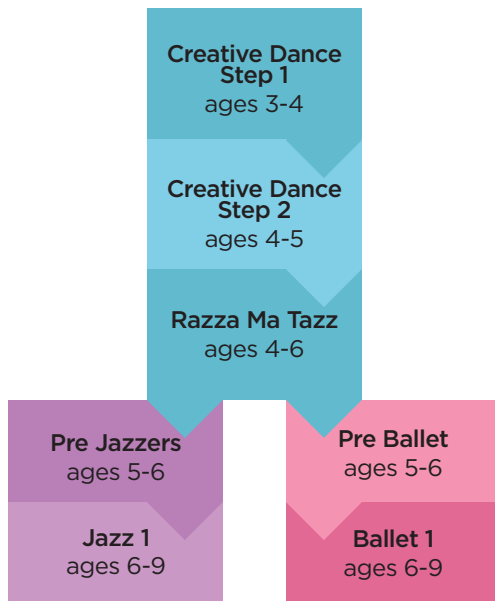 Creative Dance
Step 1
ages 3-4
Creative Dance
Step 2
ages 4-5
Razza Ma Tazz
ages 4-6
Pre Jazzers
ages 5-6
Pre Ballet
ages 5-6
Jazz 1
ages 6-9
Ballet 1
ages 6-9